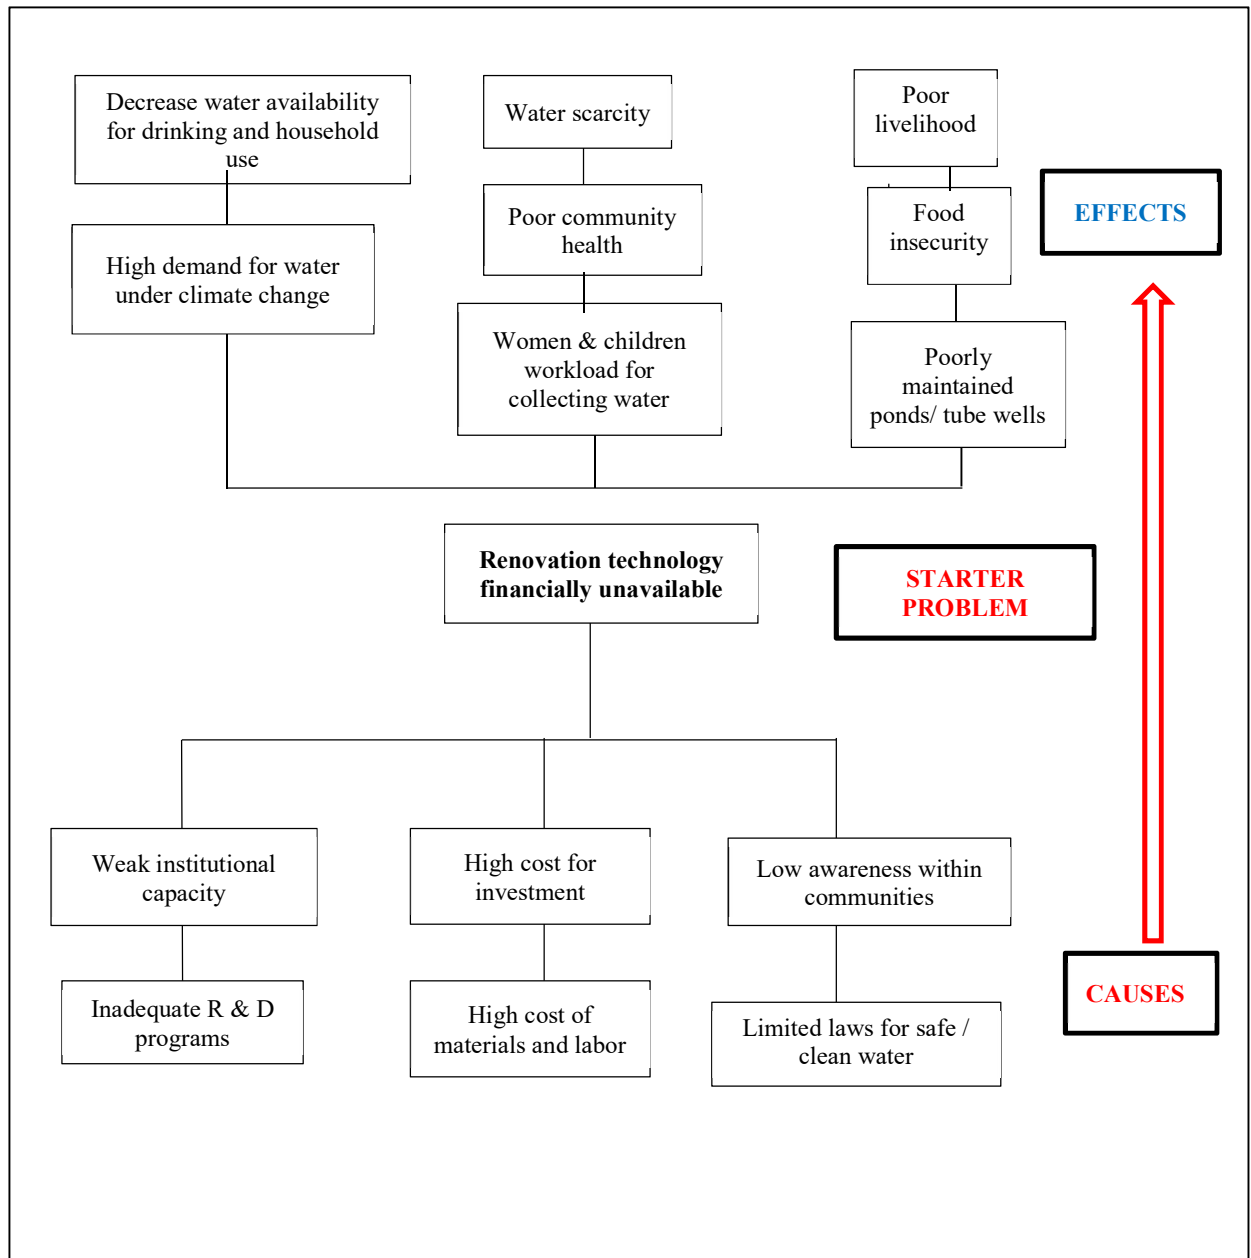 Decrease water availability
for drinking and household
use
Water scarcity
Poor
livelihood
EFFECTS
High demand for water
under climate change
Poor community
health
Food
insecurity
Women & children
workload for
collecting water
Poorly
maintained
ponds/ tube wells
Renovation technology
financially unavailable
STARTER
PROBLEM
Weak institutional
capacity
High cost for
investment
Low awareness within
communities
Inadequate R & D
programs
High cost of
materials and labor
Limited laws for safe /
clean water
CAUSES